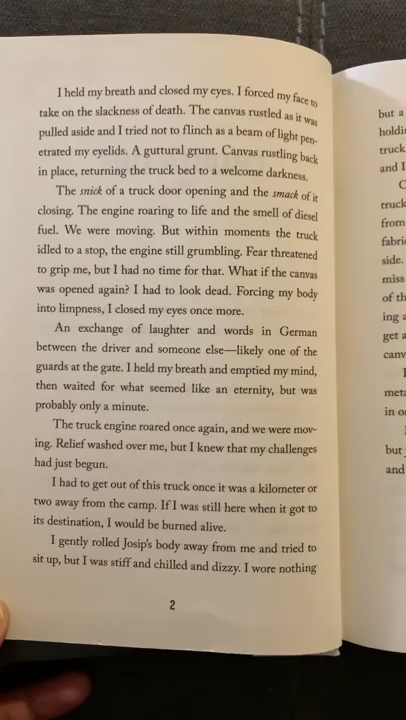 I held my breath and closed my eyes. I forced my face to
take on the slackness of death. The canvas rustled as it was
pulled aside and I tried not to flinch as a beam of light pen-
etrated my eyelids. A guttural grunt. Canvas rustling back
in place, returning the truck bed to a welcome darkness.
The snick of a truck door opening and the smack of it
closing. The engine roaring to life and the smell of diesel
fuel. We were moving. But within moments the truck
idled to a stop, the engine still grumbling. Fear threatened
to grip me, but I had no time for that. What if the canvas
was opened again? I had to look dead. Forcing my body
into limpness, I closed my eyes once more.
An exchange of laughter and words in German
between the driver and someone else—likely one of the
guards at the gate. I held my breath and emptied my mind,
then waited for what seemed like an eternity, but was
probably only a minute.
The truck engine roared once again, and we were mov-
ing. Relief washed over me, but I knew that my challenges
had just begun.
I had to get out of this truck once it was a kilometer or
two away from the camp. If I was still here when it got to
its destination, I would be burned alive.
I gently rolled Josip's body away from me and tried to
sit up, but I was stiff and chilled and dizzy. I wore nothing
2
but a
truck
and I
truck
from
side.
miss
of th
ing a
get a
in o
but
and